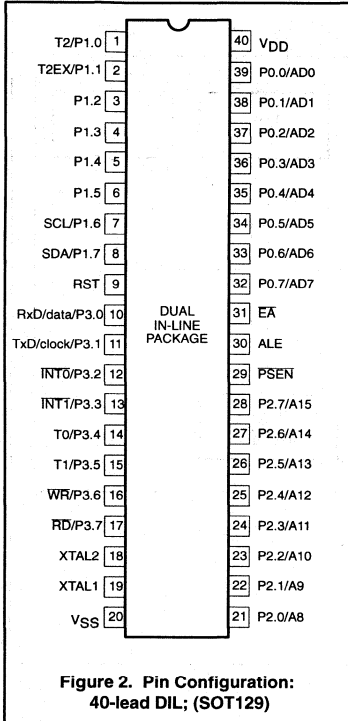 T2/P1.0 1 40 VDD
T2EX/P1.1 2 39 P0.0/AD0
P1.2 3 38 P0.1/AD1
P1.3 4 37 P0.2/AD2
P1.4 5 36 P0.3/AD3
P1.5 6 35 P0.4/AD4
SCL/P1.6 7 34 P0.5/AD5
SDA/P1.7 8 33 P0.6/AD6
RST 9 32 P0.7/AD7
RxD/data/P3.0 10 31 E̅A̅
TxD/clock/P3.1 11 30 ALE
I̅N̅T̅0̅/P3.2 12 29 P̅S̅E̅N̅
I̅N̅T̅1̅/P3.3 13 28 P2.7/A15
T0/P3.4 14 27 P2.6/A14
T1/P3.5 15 26 P2.5/A13
W̅R̅/P3.6 16 25 P2.4/A12
R̅D̅/P3.7 17 24 P2.3/A11
XTAL2 18 23 P2.2/A10
XTAL1 19 22 P2.1/A9
VSS 20 21 P2.0/A8
DUAL
IN-LINE
PACKAGE
Figure 2. Pin Configuration:
40-lead DIL; (SOT129)